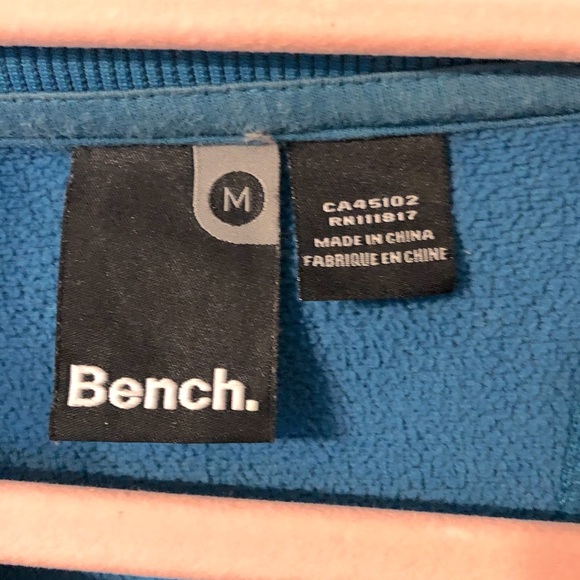 M
Bench.
CA45102
RN111817
MADE IN CHINA
FABRIQUE EN CHINE